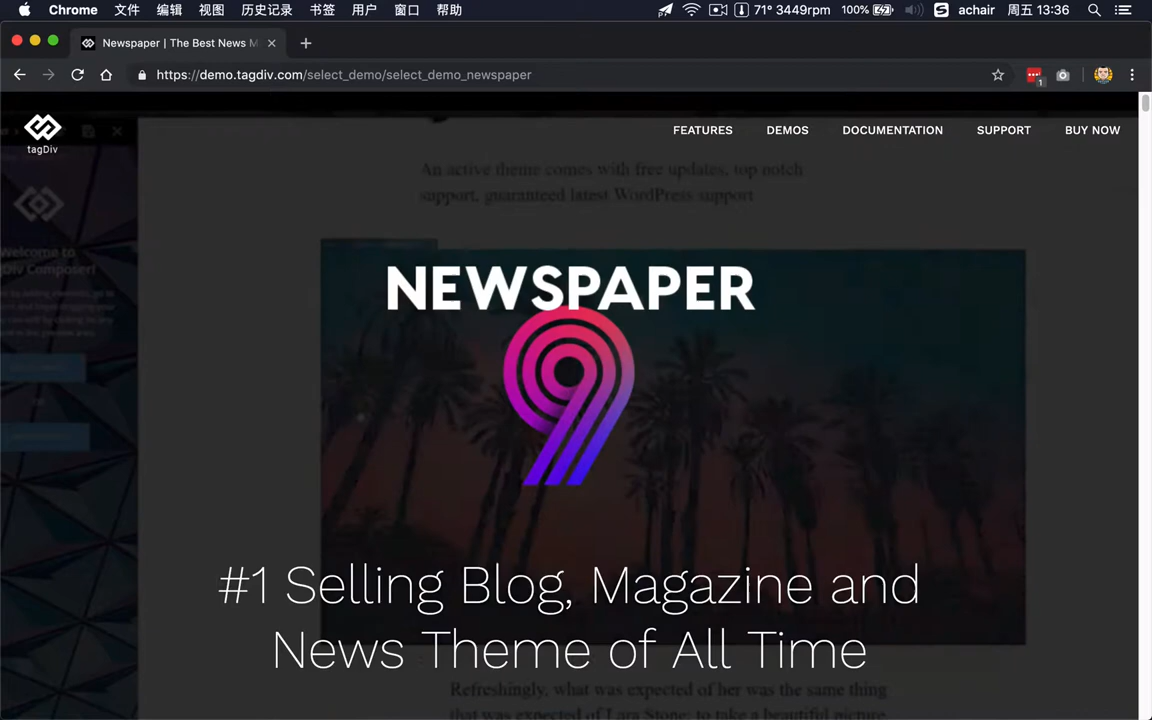 Chrome 文件 编辑 视图 历史记录 书签 用户 窗口 帮助 71° 3449rpm 100% achair 周五 13:36
Newspaper | The Best News M
https://demo.tagdiv.com/select_demo/select_demo_newspaper
1
tagDiv
FEATURES DEMOS DOCUMENTATION SUPPORT BUY NOW
An active theme comes with free updates, top notch
support, guaranteed latest WordPress support
Welcome to
Composer!
NEWSPAPER
9
#1 Selling Blog, Magazine and
News Theme of All Time
Refreshingly, what was expected of her was the same thing
that was expected of Lara Stone: to take a beautiful picture